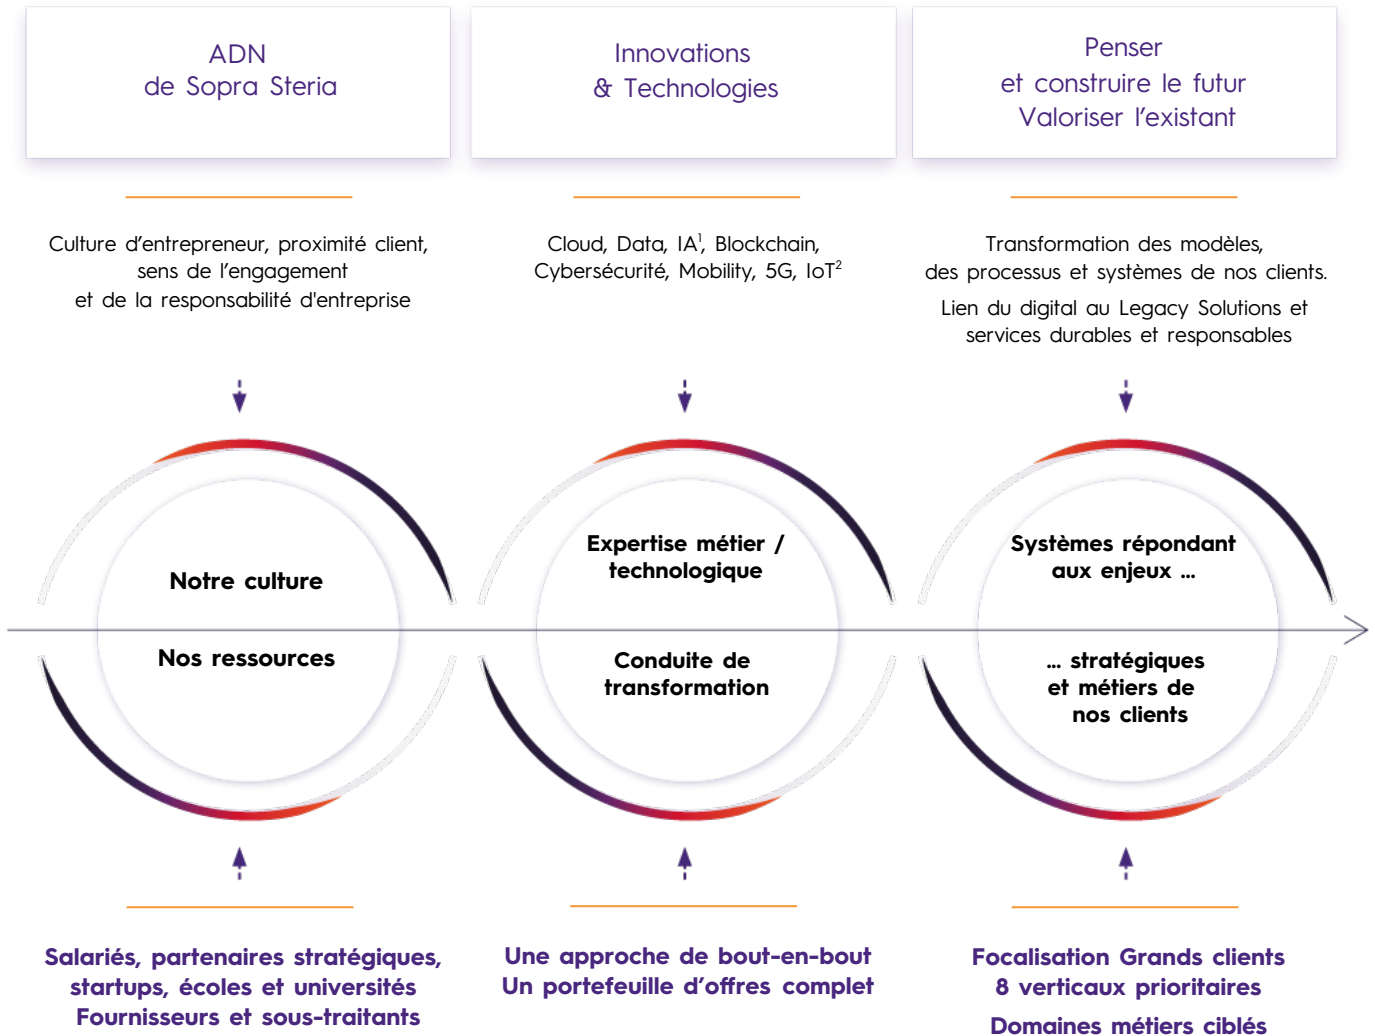 ADN
de Sopra Steria
Innovations
& Technologies
Penser
et construire le futur
Valoriser l'existant
Culture d'entrepreneur, proximité client,
sens de l'engagement
et de la responsabilité d'entreprise
Cloud, Data, IA¹, Blockchain,
Cybersécurité, Mobility, 5G, IoT²
Transformation des modèles,
des processus et systèmes de nos clients.
Lien du digital au Legacy Solutions et
services durables et responsables
Notre culture
Nos ressources
Expertise métier /
technologique
Conduite de
transformation
Systèmes répondant
aux enjeux ...
... stratégiques
et métiers de
nos clients
Salariés, partenaires stratégiques,
startups, écoles et universités
Fournisseurs et sous-traitants
Une approche de bout-en-bout
Un portefeuille d'offres complet
Focalisation Grands clients
8 verticaux prioritaires
Domaines métiers ciblés